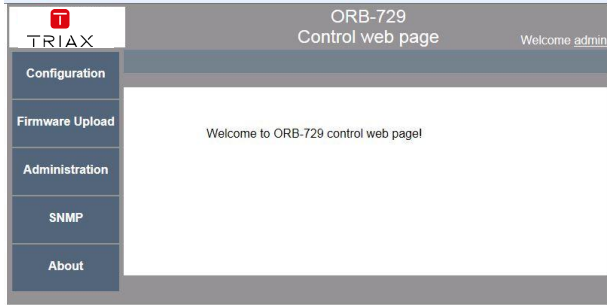 TRIAX
ORB-729
Control web page
Welcome admin
Configuration
Firmware Upload
Administration
SNMP
About
Welcome to ORB-729 control web page!